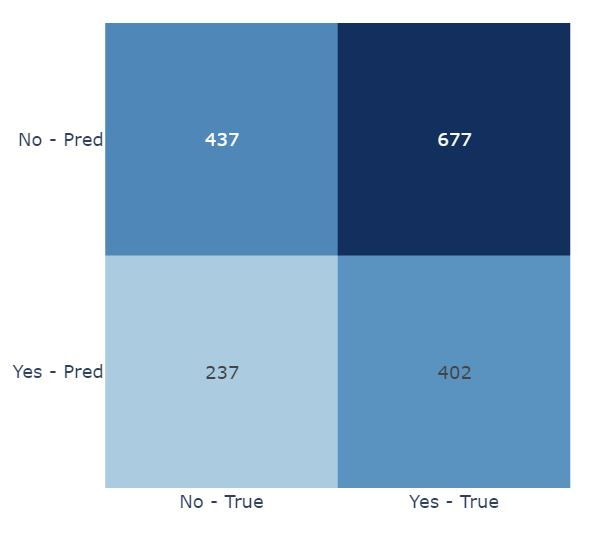 No - Pred 437 677
Yes - Pred 237 402
No - True Yes - True